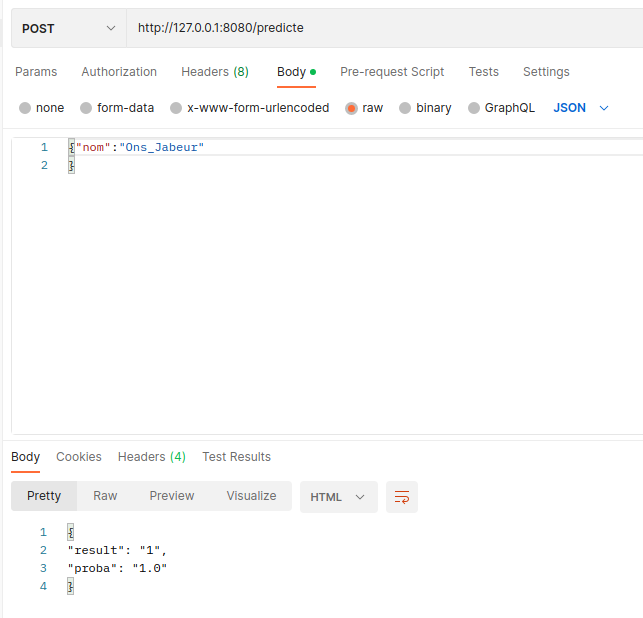 POST http://127.0.0.1:8080/predicte
Params Authorization Headers (8) Body Pre-request Script Tests Settings
none form-data x-www-form-urlencoded raw binary GraphQL JSON
1 {"nom":"Ons_Jabeur"
2 }
Body Cookies Headers (4) Test Results
Pretty Raw Preview Visualize HTML
1 {
2 "result": "1",
3 "proba": "1.0"
4 }